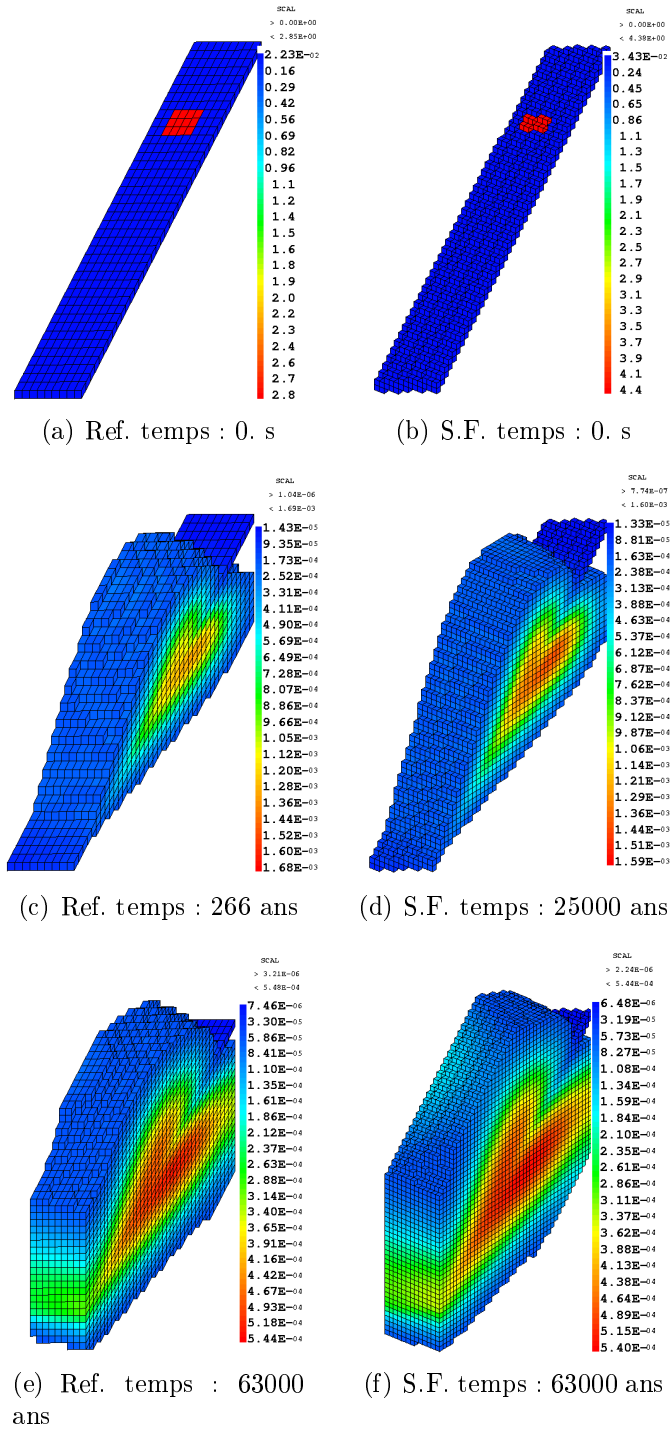 SCAL
> 0.00E+00
< 2.85E+00
2.23E-02
0.16
0.29
0.42
0.56
0.69
0.82
0.96
1.1
1.2
1.4
1.5
1.6
1.8
1.9
2.0
2.2
2.3
2.4
2.6
2.7
2.8
(a) Ref. temps : 0. s
SCAL
> 0.00E+00
< 4.38E+00
3.43E-02
0.24
0.45
0.65
0.86
1.1
1.3
1.5
1.7
1.9
2.1
2.3
2.5
2.7
2.9
3.1
3.3
3.5
3.7
3.9
4.1
4.4
(b) S.F. temps : 0. s
SCAL
> 1.04E-06
< 1.69E-03
1.43E-05
9.35E-05
1.73E-04
2.52E-04
3.31E-04
4.11E-04
4.90E-04
5.69E-04
6.49E-04
7.28E-04
8.07E-04
8.86E-04
9.66E-04
1.05E-03
1.12E-03
1.20E-03
1.28E-03
1.36E-03
1.44E-03
1.52E-03
1.60E-03
1.68E-03
(c) Ref. temps : 266 ans
SCAL
> 7.74E-07
< 1.60E-03
1.33E-05
8.81E-05
1.63E-04
2.38E-04
3.13E-04
3.88E-04
4.63E-04
5.37E-04
6.12E-04
6.87E-04
7.62E-04
8.37E-04
9.12E-04
9.87E-04
1.06E-03
1.14E-03
1.21E-03
1.29E-03
1.36E-03
1.44E-03
1.51E-03
1.59E-03
(d) S.F. temps : 25000 ans
SCAL
> 3.21E-06
< 5.48E-04
7.46E-06
3.30E-05
5.86E-05
8.41E-05
1.10E-04
1.35E-04
1.61E-04
1.86E-04
2.12E-04
2.37E-04
2.63E-04
2.88E-04
3.14E-04
3.40E-04
3.65E-04
3.91E-04
4.16E-04
4.42E-04
4.67E-04
4.93E-04
5.18E-04
5.44E-04
(e) Ref. temps : 63000
ans
SCAL
> 2.24E-06
< 5.44E-04
6.48E-06
3.19E-05
5.73E-05
8.27E-05
1.08E-04
1.34E-04
1.59E-04
1.84E-04
2.10E-04
2.35E-04
2.61E-04
2.86E-04
3.11E-04
3.37E-04
3.62E-04
3.88E-04
4.13E-04
4.38E-04
4.64E-04
4.89E-04
5.15E-04
5.40E-04
(f) S.F. temps : 63000 ans